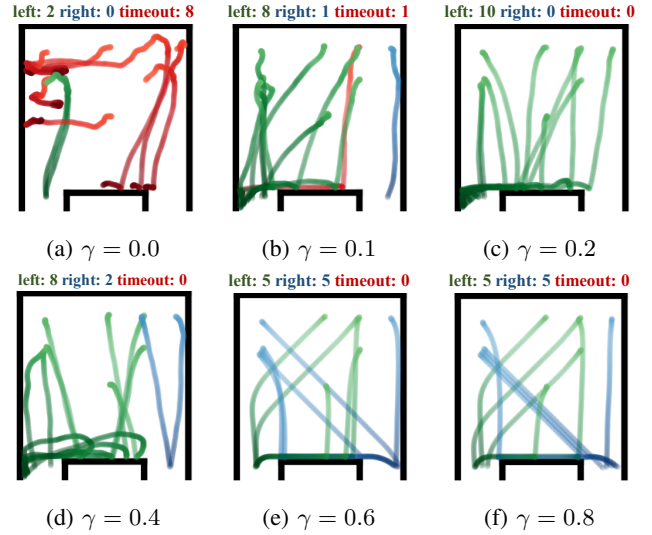 left: 2 right: 0 timeout: 8
left: 8 right: 1 timeout: 1
left: 10 right: 0 timeout: 0
(a) γ = 0.0
(b) γ = 0.1
(c) γ = 0.2
left: 8 right: 2 timeout: 0
left: 5 right: 5 timeout: 0
left: 5 right: 5 timeout: 0
(d) γ = 0.4
(e) γ = 0.6
(f) γ = 0.8